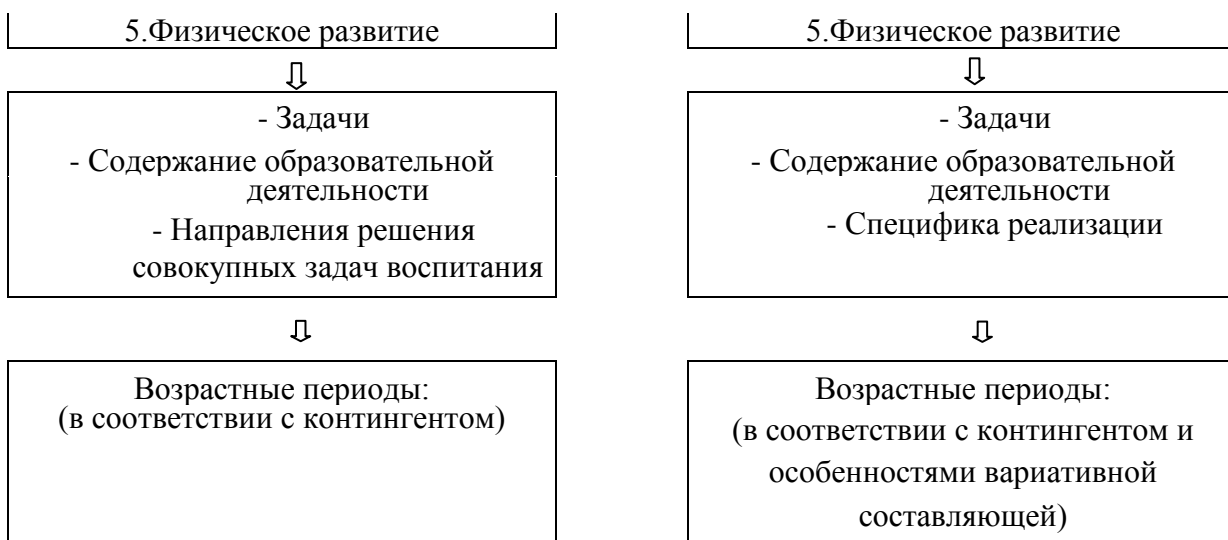 5.Физическое развитие
- Задачи
- Содержание образовательной
деятельности
- Направления решения
совокупных задач воспитания
Возрастные периоды:
(в соответствии с контингентом)
5.Физическое развитие
- Задачи
- Содержание образовательной
деятельности
- Специфика реализации
Возрастные периоды:
(в соответствии с контингентом и
особенностями вариативной
составляющей)